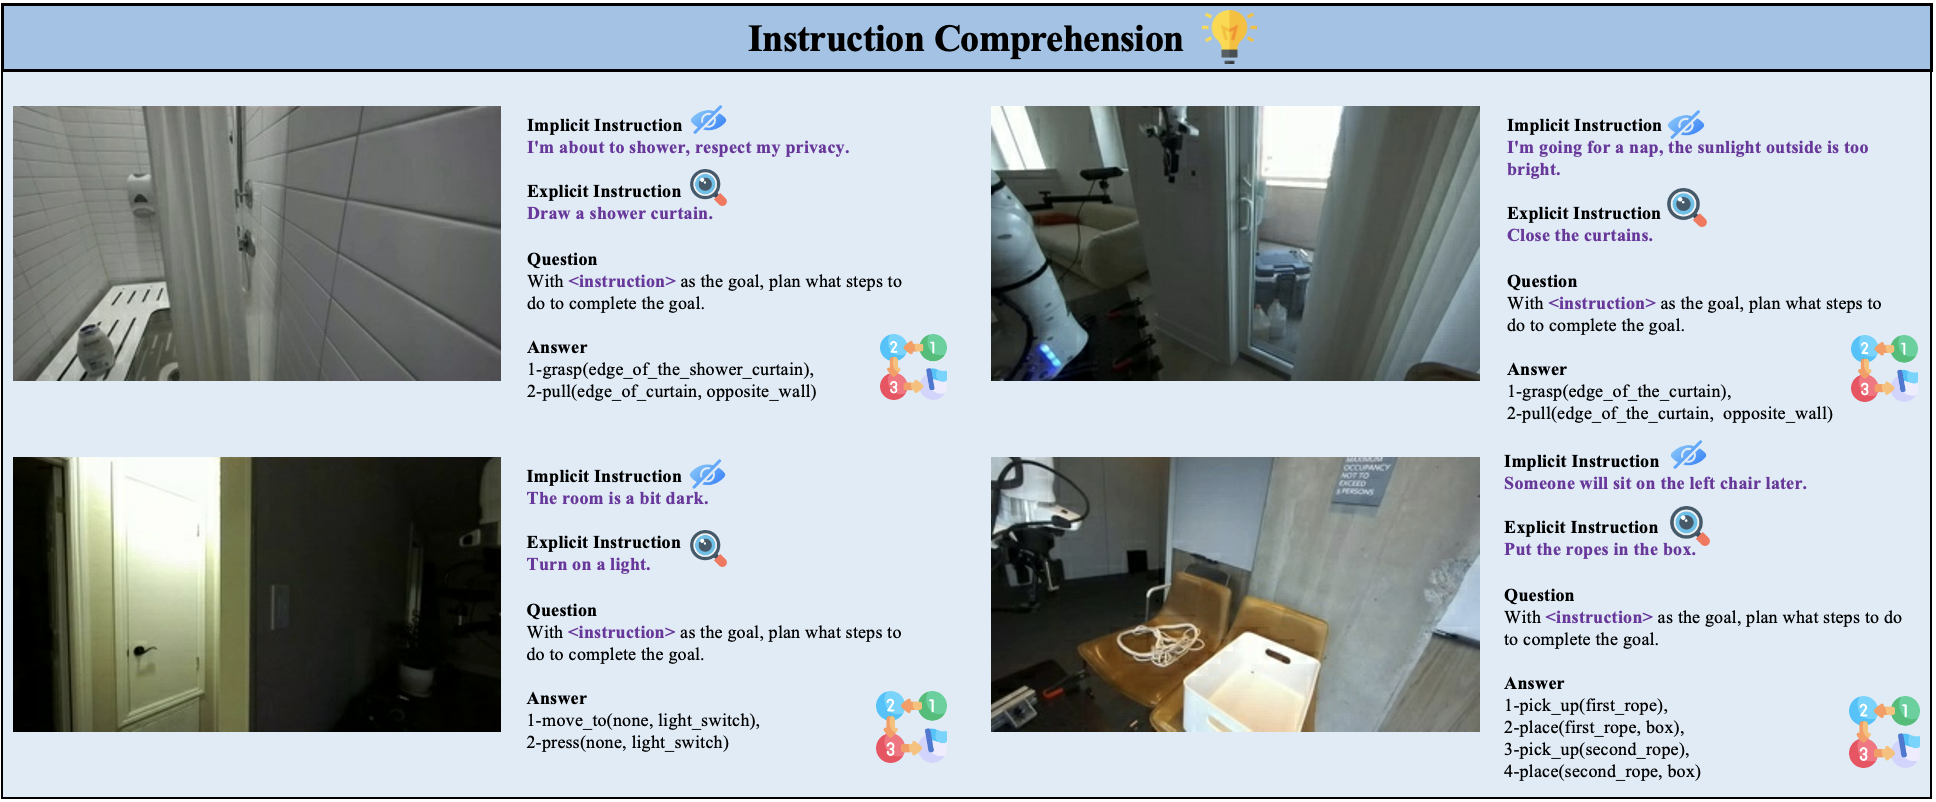 Instruction Comprehension
Implicit Instruction
I'm about to shower, respect my privacy.
Explicit Instruction
Draw a shower curtain.
Question
With <instruction> as the goal, plan what steps to
do to complete the goal.
Answer
1-grasp(edge_of_the_shower_curtain),
2-pull(edge_of_curtain, opposite_wall)
2 1
3
Implicit Instruction
I'm going for a nap, the sunlight outside is too
bright.
Explicit Instruction
Close the curtains.
Question
With <instruction> as the goal, plan what steps to
do to complete the goal.
Answer
1-grasp(edge_of_the_curtain),
2-pull(edge_of_the_curtain, opposite_wall)
2 1
3
Implicit Instruction
The room is a bit dark.
Explicit Instruction
Turn on a light.
Question
With <instruction> as the goal, plan what steps to
do to complete the goal.
Answer
1-move_to(none, light_switch),
2-press(none, light_switch)
2 1
3
MAXIMUM
OCCUPANCY
NOT TO
EXCEED
PERSONS
Implicit Instruction
Someone will sit on the left chair later.
Explicit Instruction
Put the ropes in the box.
Question
With <instruction> as the goal, plan what steps to do
to complete the goal.
Answer
1-pick_up(first_rope),
2-place(first_rope, box),
3-pick_up(second_rope),
4-place(second_rope, box)
2 1
3